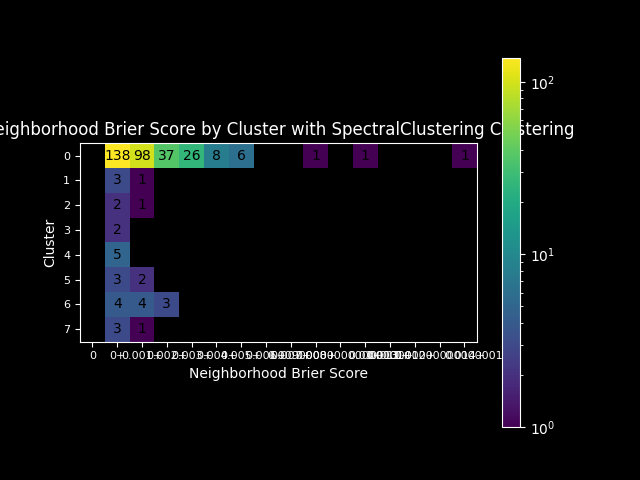 eighborhood Brier Score by Cluster with SpectralClustering Clustering
0 138 98 37 26 8 6 1 1 1
1 3 1
2 2 1
3 2
4 5
5 3 2
6 4 4 3
7 3 1
Cluster
0 0+
Neighborhood Brier Score
10²
10¹
10⁰